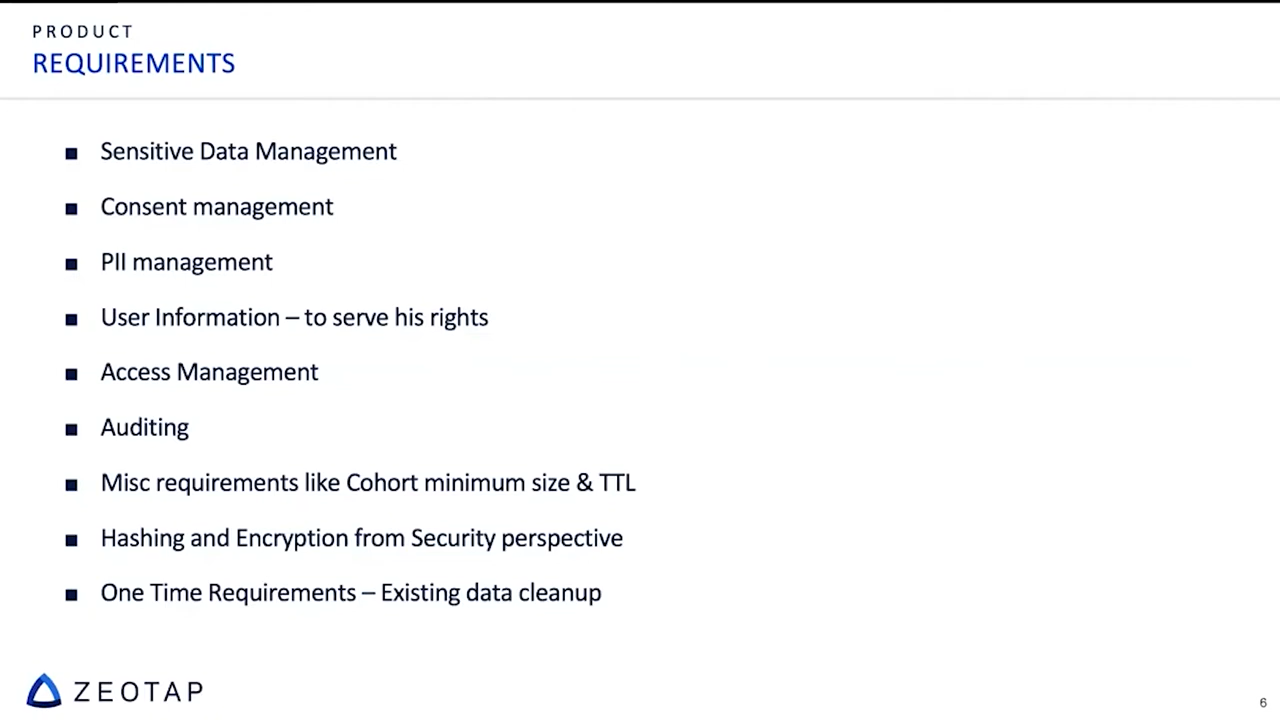 PRODUCT
REQUIREMENTS
■ Sensitive Data Management
■ Consent management
■ PII management
■ User Information – to serve his rights
■ Access Management
■ Auditing
■ Misc requirements like Cohort minimum size & TTL
■ Hashing and Encryption from Security perspective
■ One Time Requirements – Existing data cleanup
ZEOTAP
6